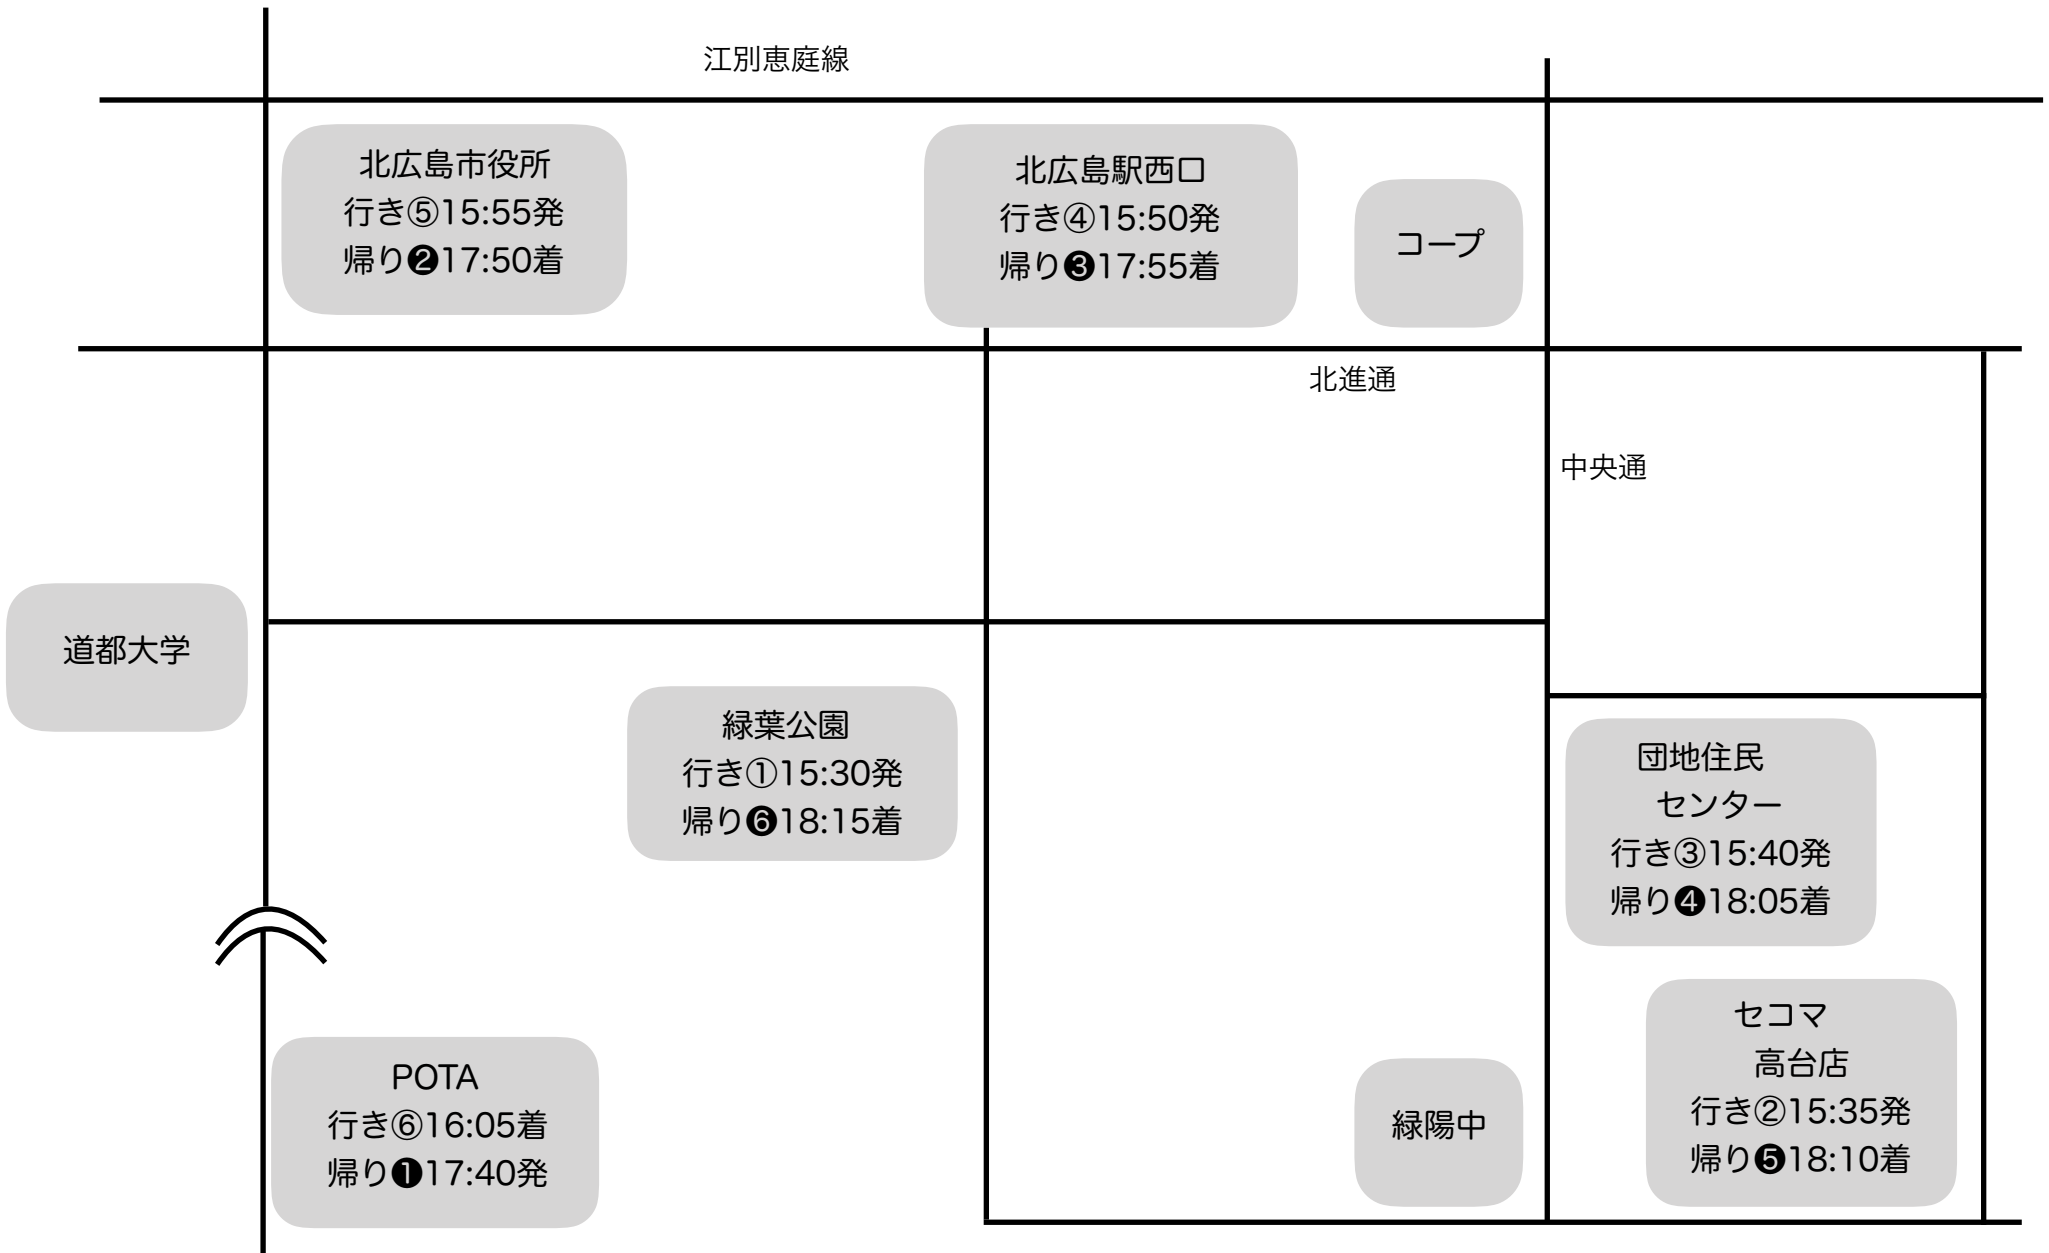 江別恵庭線
北広島市役所
行き⑤15:55発
帰り❷17:50着
北広島駅西口
行き④15:50発
帰り❸17:55着
コープ
北進通
中央通
道都大学
緑葉公園
行き①15:30発
帰り❻18:15着
団地住民
センター
行き③15:40発
帰り❹18:05着
セコマ
高台店
行き②15:35発
帰り❺18:10着
POTA
行き⑥16:05着
帰り❶17:40発
緑陽中